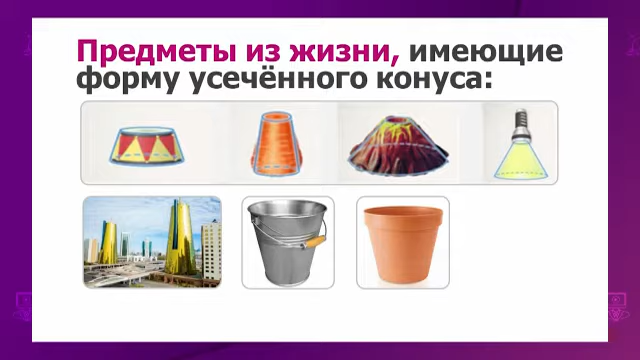 Предметы из жизни, имеющие
форму усечённого конуса: